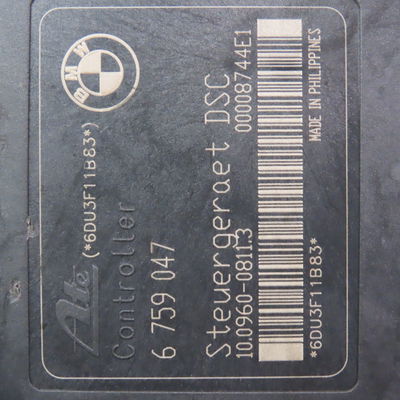 BMW
Ate (*6DU3F11B83*)
Controller
6 759 047
Steuergeraet DSC
10.0960-0811.3 00008744E1
*6DU3F11B83* MADE IN PHILIPPINES